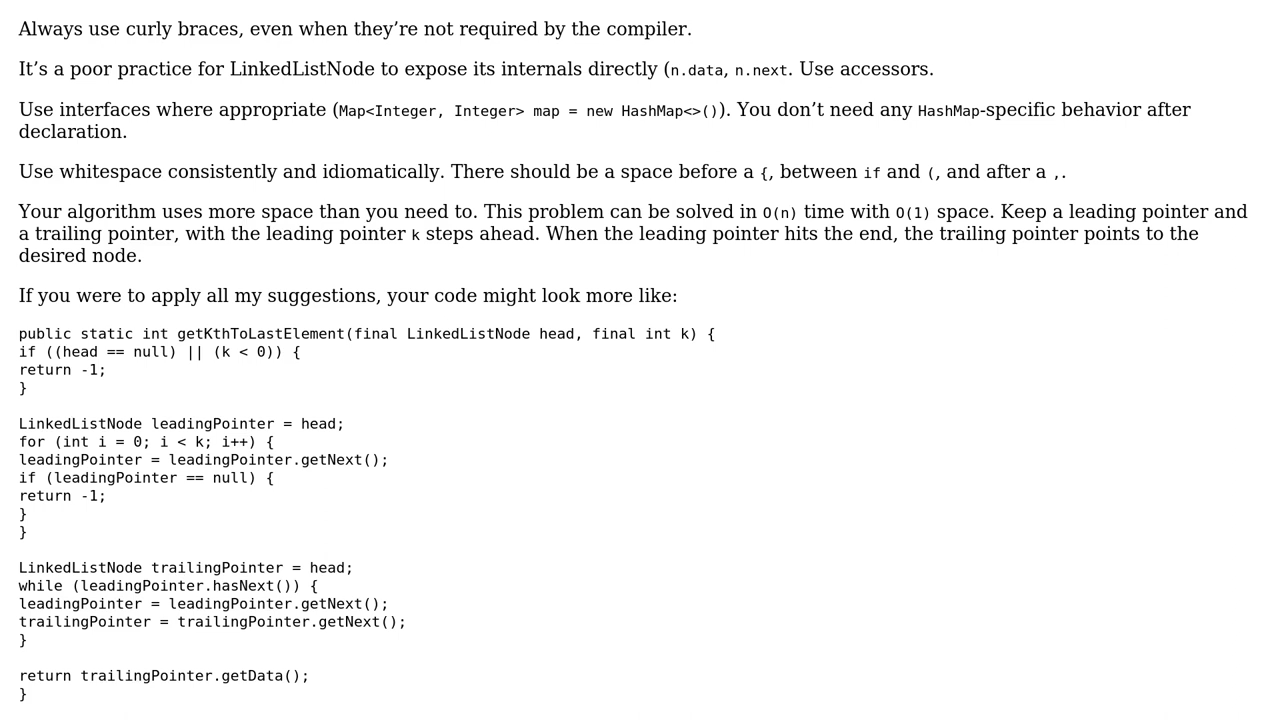 Always use curly braces, even when they’re not required by the compiler.
It’s a poor practice for LinkedListNode to expose its internals directly (n.data, n.next. Use accessors.
Use interfaces where appropriate (Map<Integer, Integer> map = new HashMap<>()). You don’t need any HashMap-specific behavior after
declaration.
Use whitespace consistently and idiomatically. There should be a space before a {, between if and (, and after a ,.
Your algorithm uses more space than you need to. This problem can be solved in O(n) time with O(1) space. Keep a leading pointer and
a trailing pointer, with the leading pointer k steps ahead. When the leading pointer hits the end, the trailing pointer points to the
desired node.
If you were to apply all my suggestions, your code might look more like:
public static int getKthToLastElement(final LinkedListNode head, final int k) {
if ((head == null) || (k < 0)) {
return -1;
}
LinkedListNode leadingPointer = head;
for (int i = 0; i < k; i++) {
leadingPointer = leadingPointer.getNext();
if (leadingPointer == null) {
return -1;
}
}
LinkedListNode trailingPointer = head;
while (leadingPointer.hasNext()) {
leadingPointer = leadingPointer.getNext();
trailingPointer = trailingPointer.getNext();
}
return trailingPointer.getData();
}